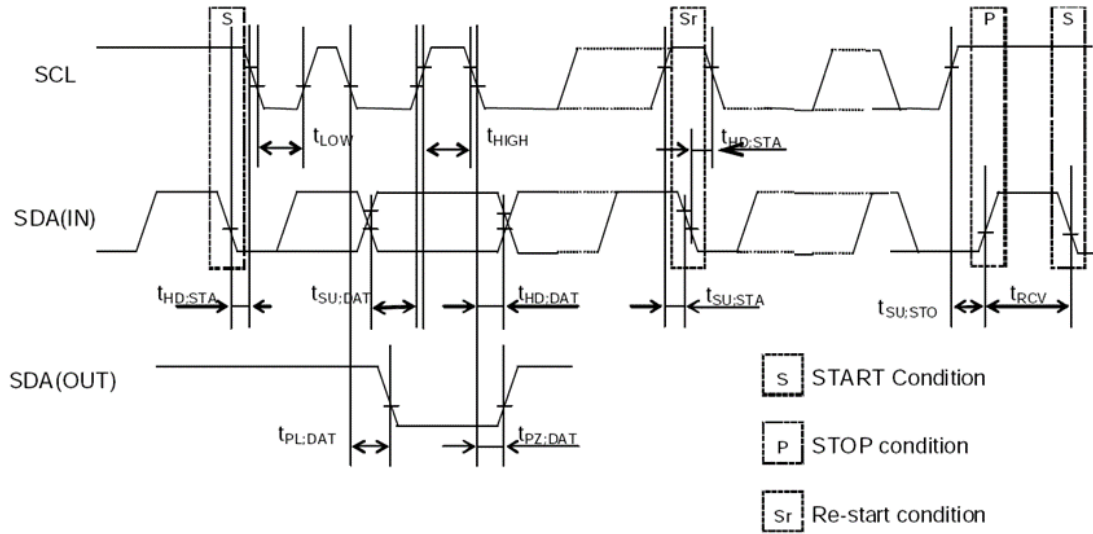 S Sr P S
SCL
tLOW tHIGH tHD;STA
SDA(IN)
tHD;STA tSU;DAT tHD;DAT tSU;STA tSU;STO tRCV
SDA(OUT)
tPL;DAT tPZ;DAT
S START Condition
P STOP condition
Sr Re-start condition